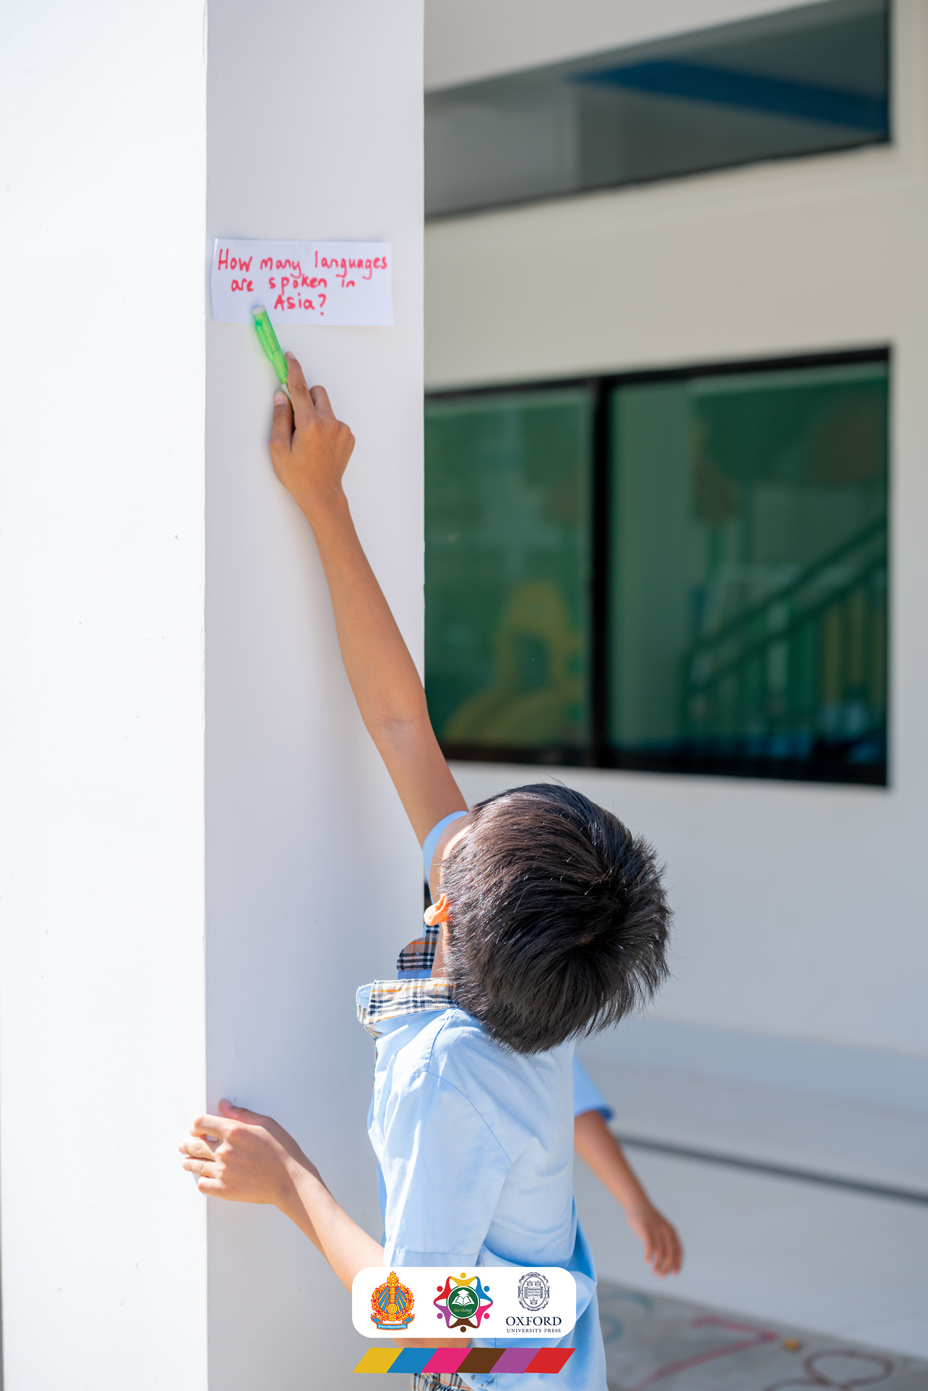 How many languages
are spoken in
Asia?
OXFORD
UNIVERSITY PRESS